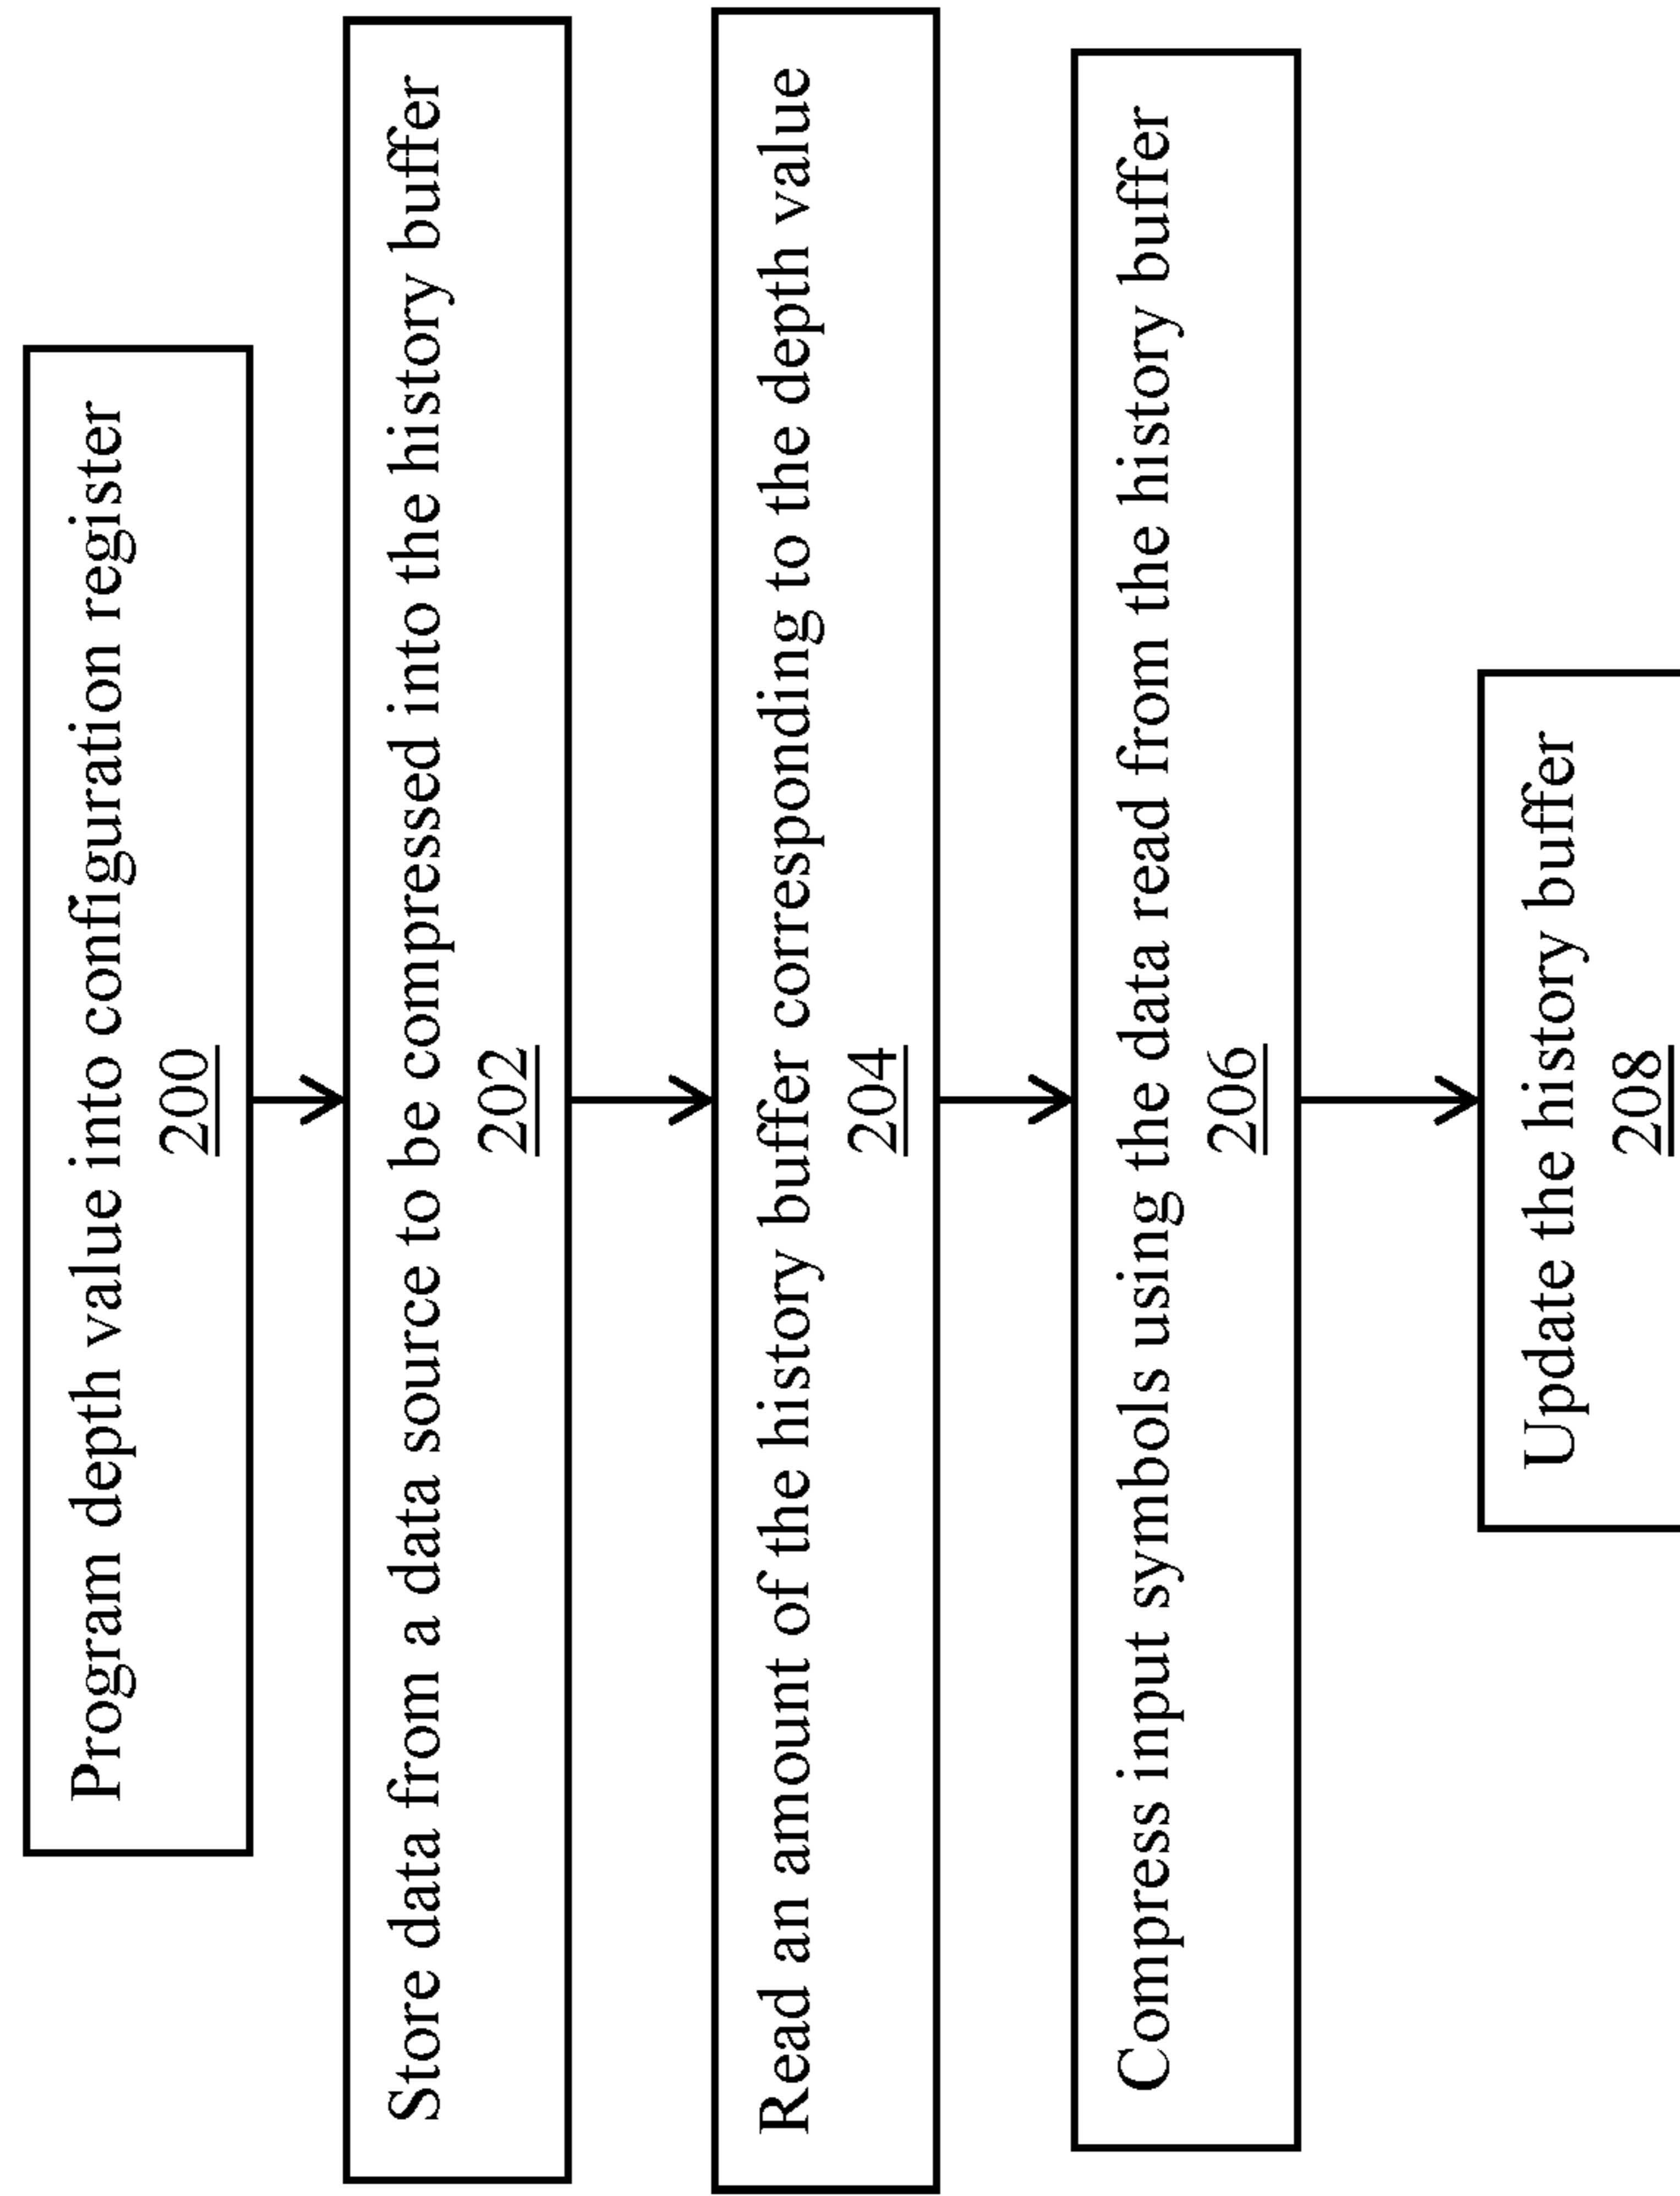 Program depth value into configuration register
200
Store data from a data source to be compressed into the history buffer
202
Read an amount of the history buffer corresponding to the depth value
204
Compress input symbols using the data read from the history buffer
206
Update the history buffer
208